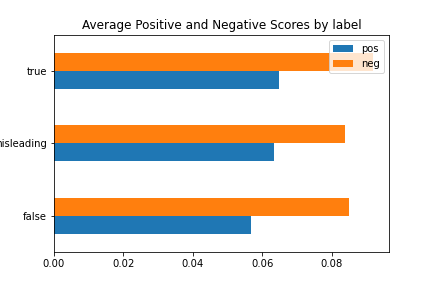 Average Positive and Negative Scores by label
pos
neg
true
nisleading
false
0.00 0.02 0.04 0.06 0.08